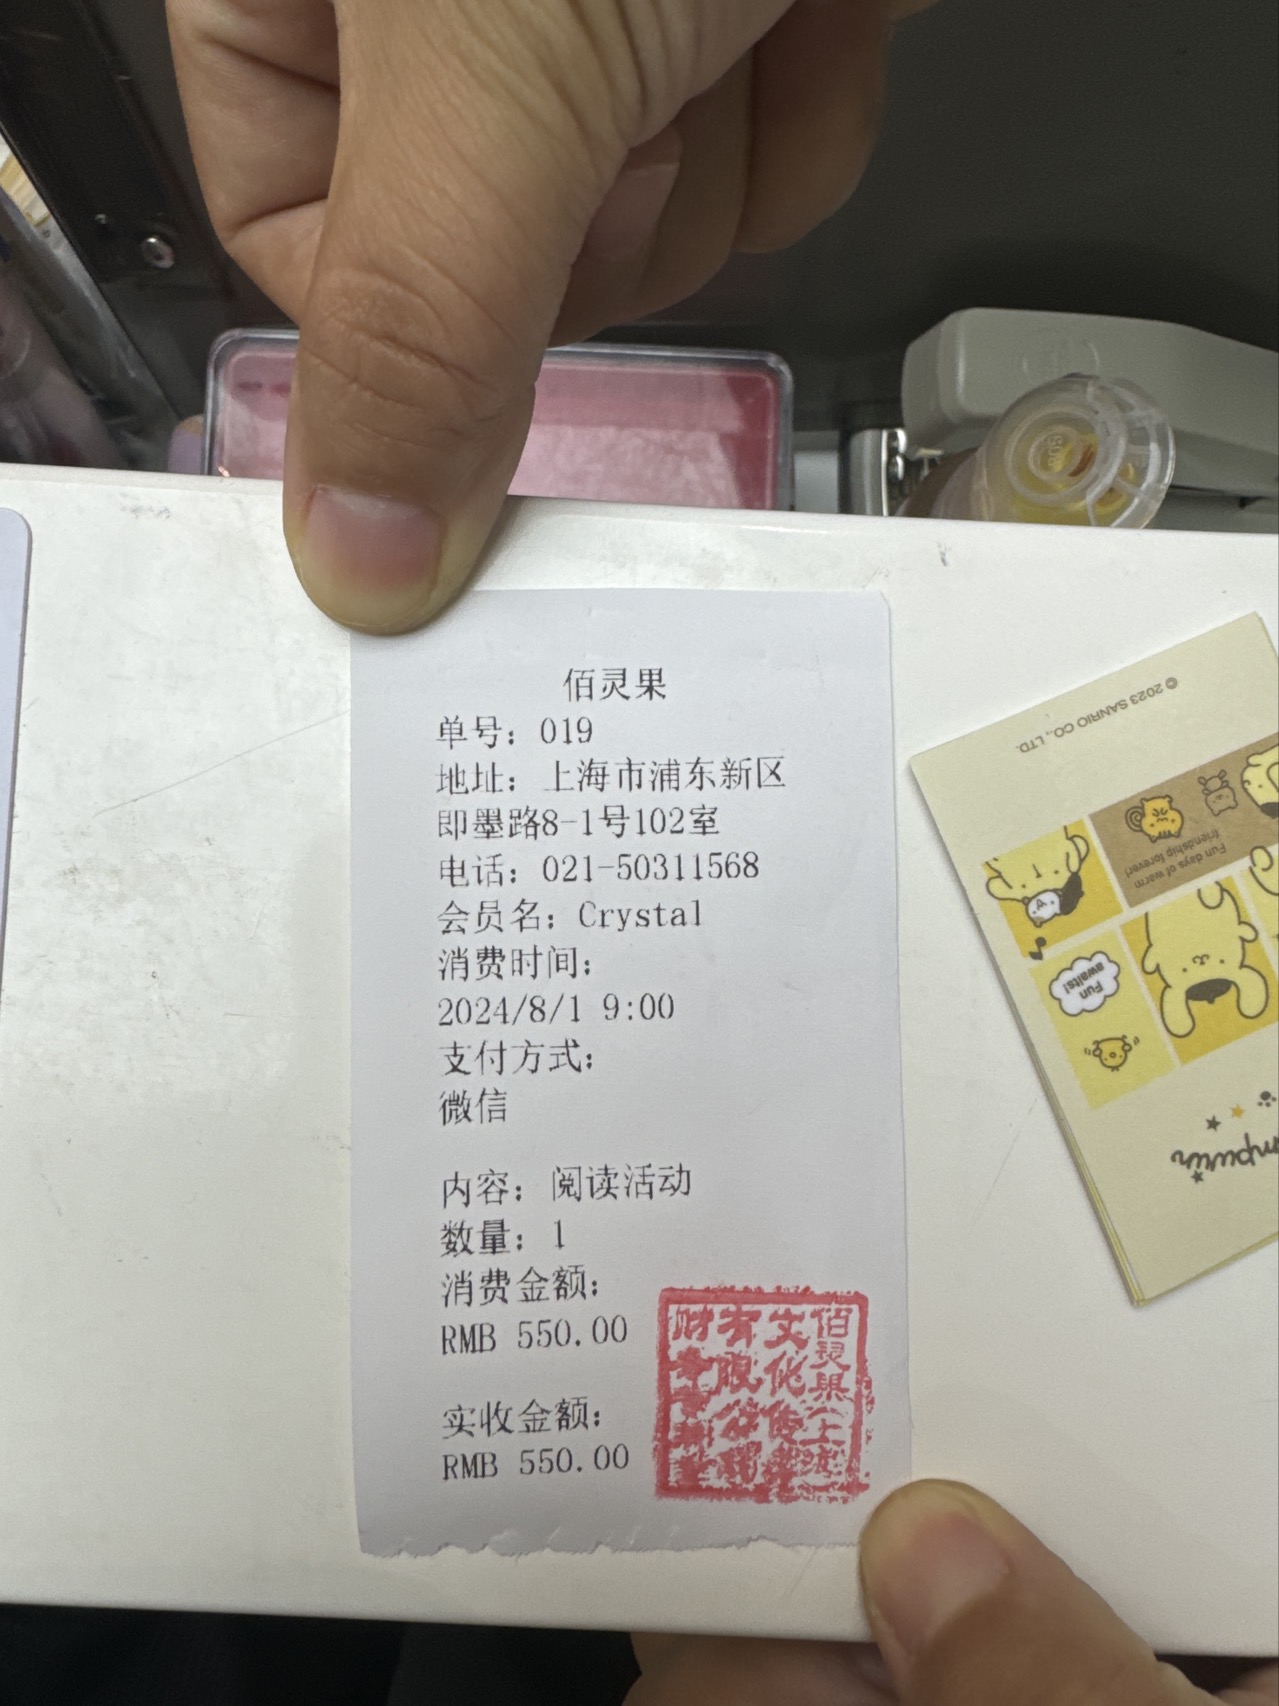 佰灵果
单号：019
地址：上海市浦东新区
即墨路8-1号102室
电话：021-50311568
会员名：Crystal
消费时间：
2024/8/1 9:00
支付方式：
微信
内容：阅读活动
数量：1
消费金额：
RMB 550.00
实收金额：
RMB 550.00
佰灵果（上海
文化传
有限公司
财
© 2023 SANRIO CO., LTD.
Fun days of warm
friendship forever!
Fun
awaits!